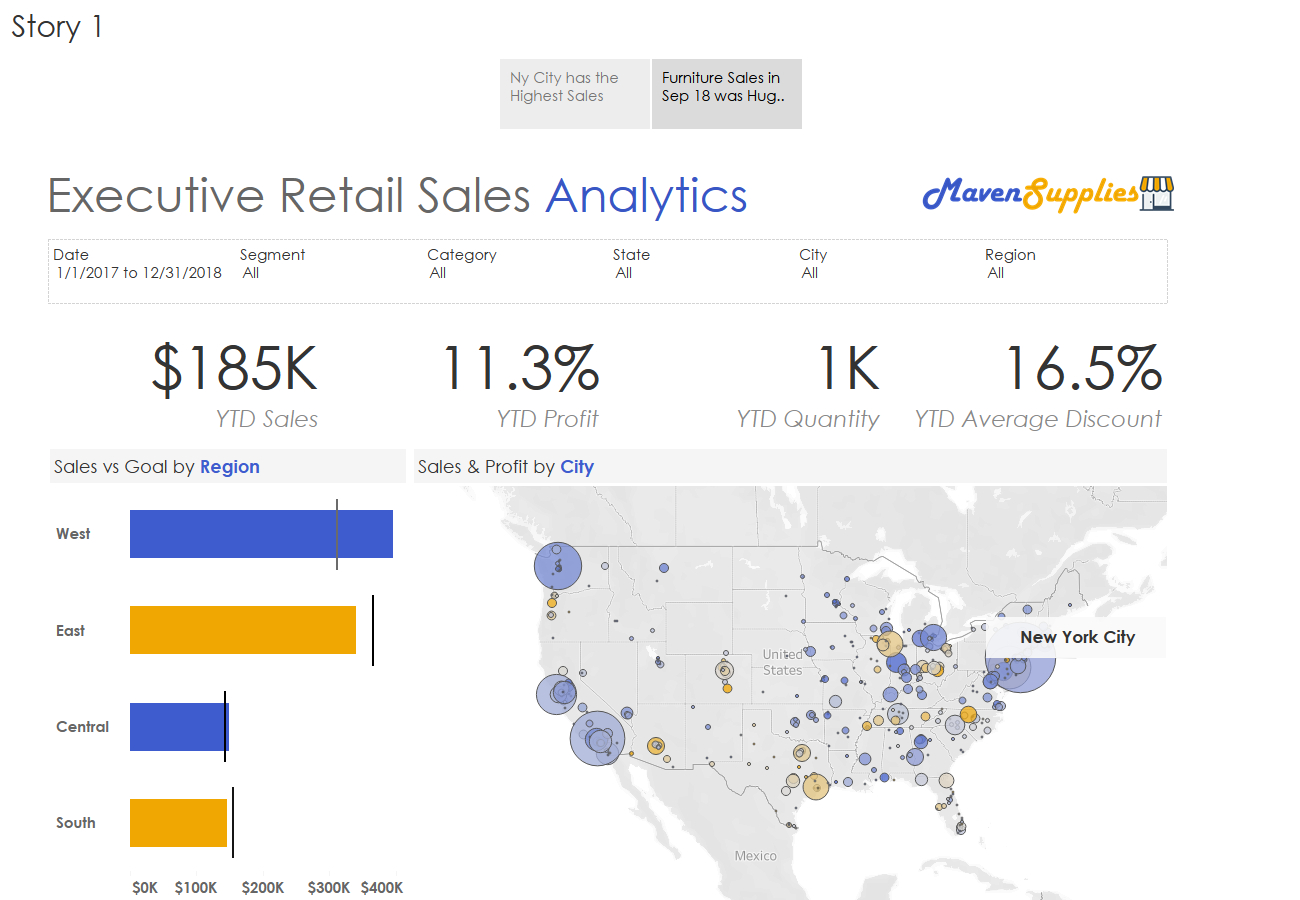 Story 1
Ny City has the
Highest Sales
Furniture Sales in
Sep 18 was Hug..
Executive Retail Sales Analytics
MavenSupplies
Date
1/1/2017 to 12/31/2018
Segment
All
Category
All
State
All
City
All
Region
All
$185K
YTD Sales
11.3%
YTD Profit
1K
YTD Quantity
16.5%
YTD Average Discount
Sales vs Goal by Region
West
East
Central
South
$0K $100K $200K $300K $400K
Sales & Profit by City
New York City
United
States
Mexico